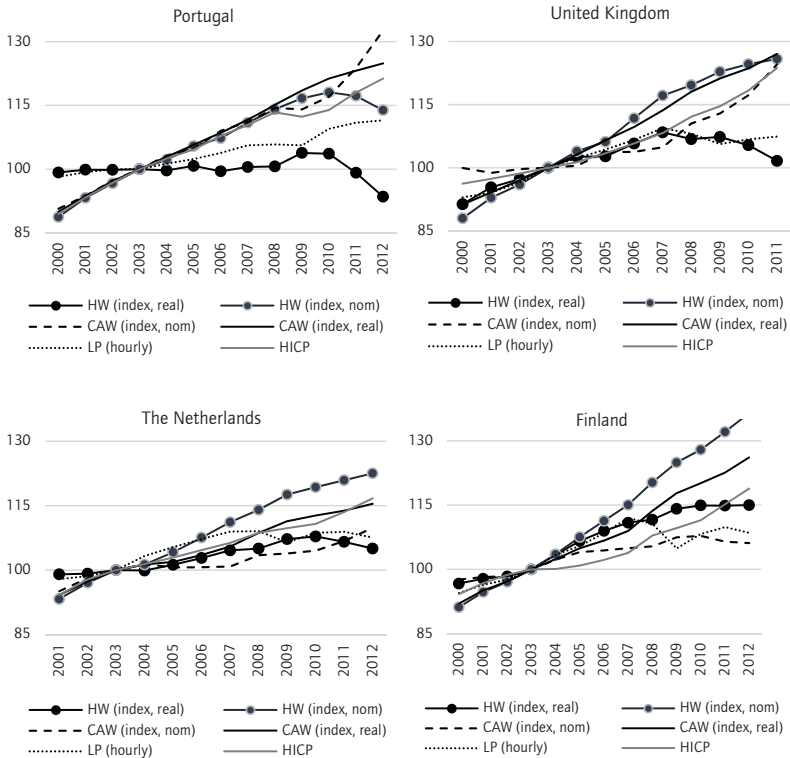 Portugal
130
115
100
85
2000 2001 2002 2003 2004 2005 2006 2007 2008 2009 2010 2011 2012
HW (index, real) HW (index, nom)
CAW (index, nom) CAW (index, real)
LP (hourly) HICP
United Kingdom
130
115
100
85
2000 2001 2002 2003 2004 2005 2006 2007 2008 2009 2010 2011
HW (index, real) HW (index, nom)
CAW (index, nom) CAW (index, real)
LP (hourly) HICP
The Netherlands
130
115
100
85
2001 2002 2003 2004 2005 2006 2007 2008 2009 2010 2011 2012
HW (index, real) HW (index, nom)
CAW (index, nom) CAW (index, real)
LP (hourly) HICP
Finland
130
115
100
85
2000 2001 2002 2003 2004 2005 2006 2007 2008 2009 2010 2011 2012
HW (index, real) HW (index, nom)
CAW (index, nom) CAW (index, real)
LP (hourly) HICP